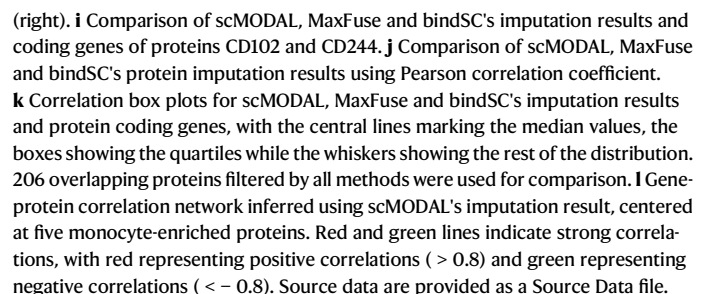 (right). i Comparison of scMODAL, MaxFuse and bindSC's imputation results and
coding genes of proteins CD102 and CD244. j Comparison of scMODAL, MaxFuse
and bindSC's protein imputation results using Pearson correlation coefficient.
k Correlation box plots for scMODAL, MaxFuse and bindSC's imputation results
and protein coding genes, with the central lines marking the median values, the
boxes showing the quartiles while the whiskers showing the rest of the distribution.
206 overlapping proteins filtered by all methods were used for comparison. l Gene-
protein correlation network inferred using scMODAL's imputation result, centered
at five monocyte-enriched proteins. Red and green lines indicate strong correla-
tions, with red representing positive correlations ( > 0.8) and green representing
negative correlations ( < − 0.8). Source data are provided as a Source Data file.